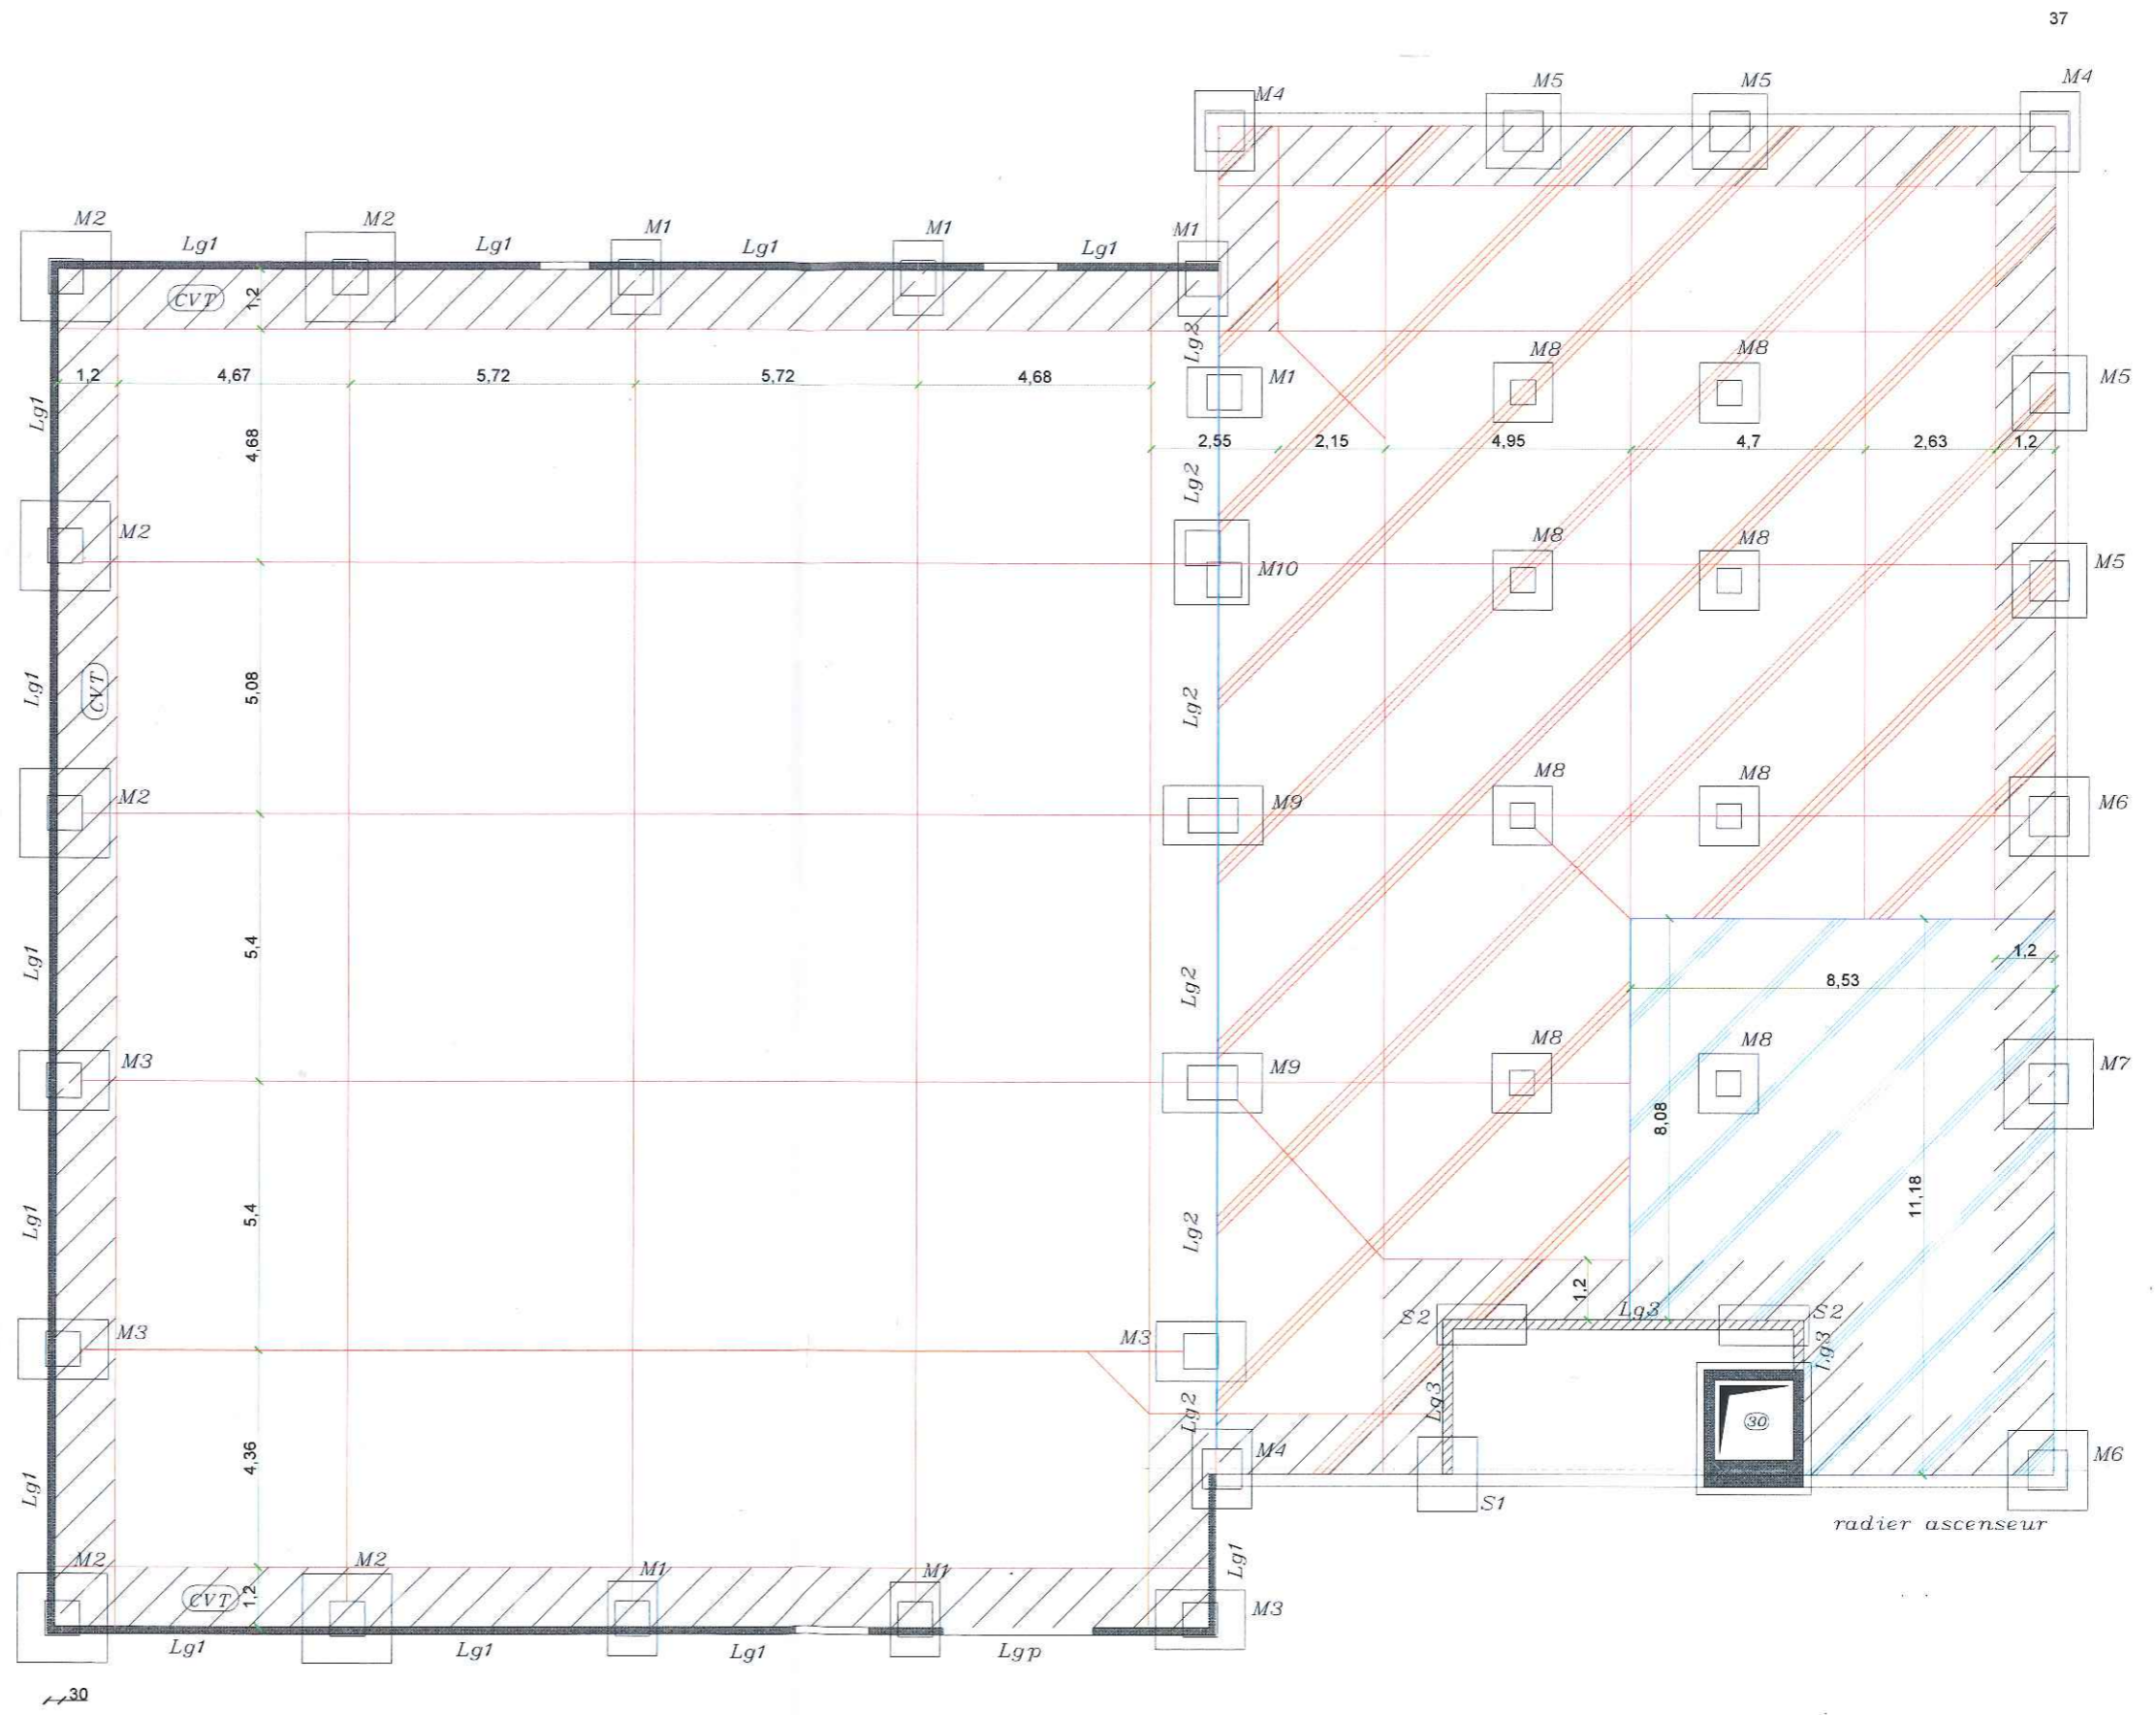 37
M4
M5
M5
M4
M2
Lg1
M2
Lg1
M1
Lg1
M1
Lg1
M1
CVT
1,2
Lg2
1,2
4,67
5,72
5,72
4,68
M1
M8
M8
M5
Lg1
4,68
Lg2
2,55
2,15
4,95
4,7
2,63
1,2
M2
M10
M8
M8
M5
Lg1
CVT
5,08
Lg2
M2
M9
M8
M8
M6
Lg1
5,4
Lg2
1,2
8,53
M3
M9
M8
M8
M7
8,08
Lg1
5,4
Lg2
11,18
1,2
M3
M3
S2
Lg3
S2
Lg3
Lg2
Lg3
30
Lg1
4,36
M4
M6
S1
radier ascenseur
M2
M2
M1
M1
Lg1
CVT
1,2
M3
Lg1
Lg1
Lg1
Lgp
30